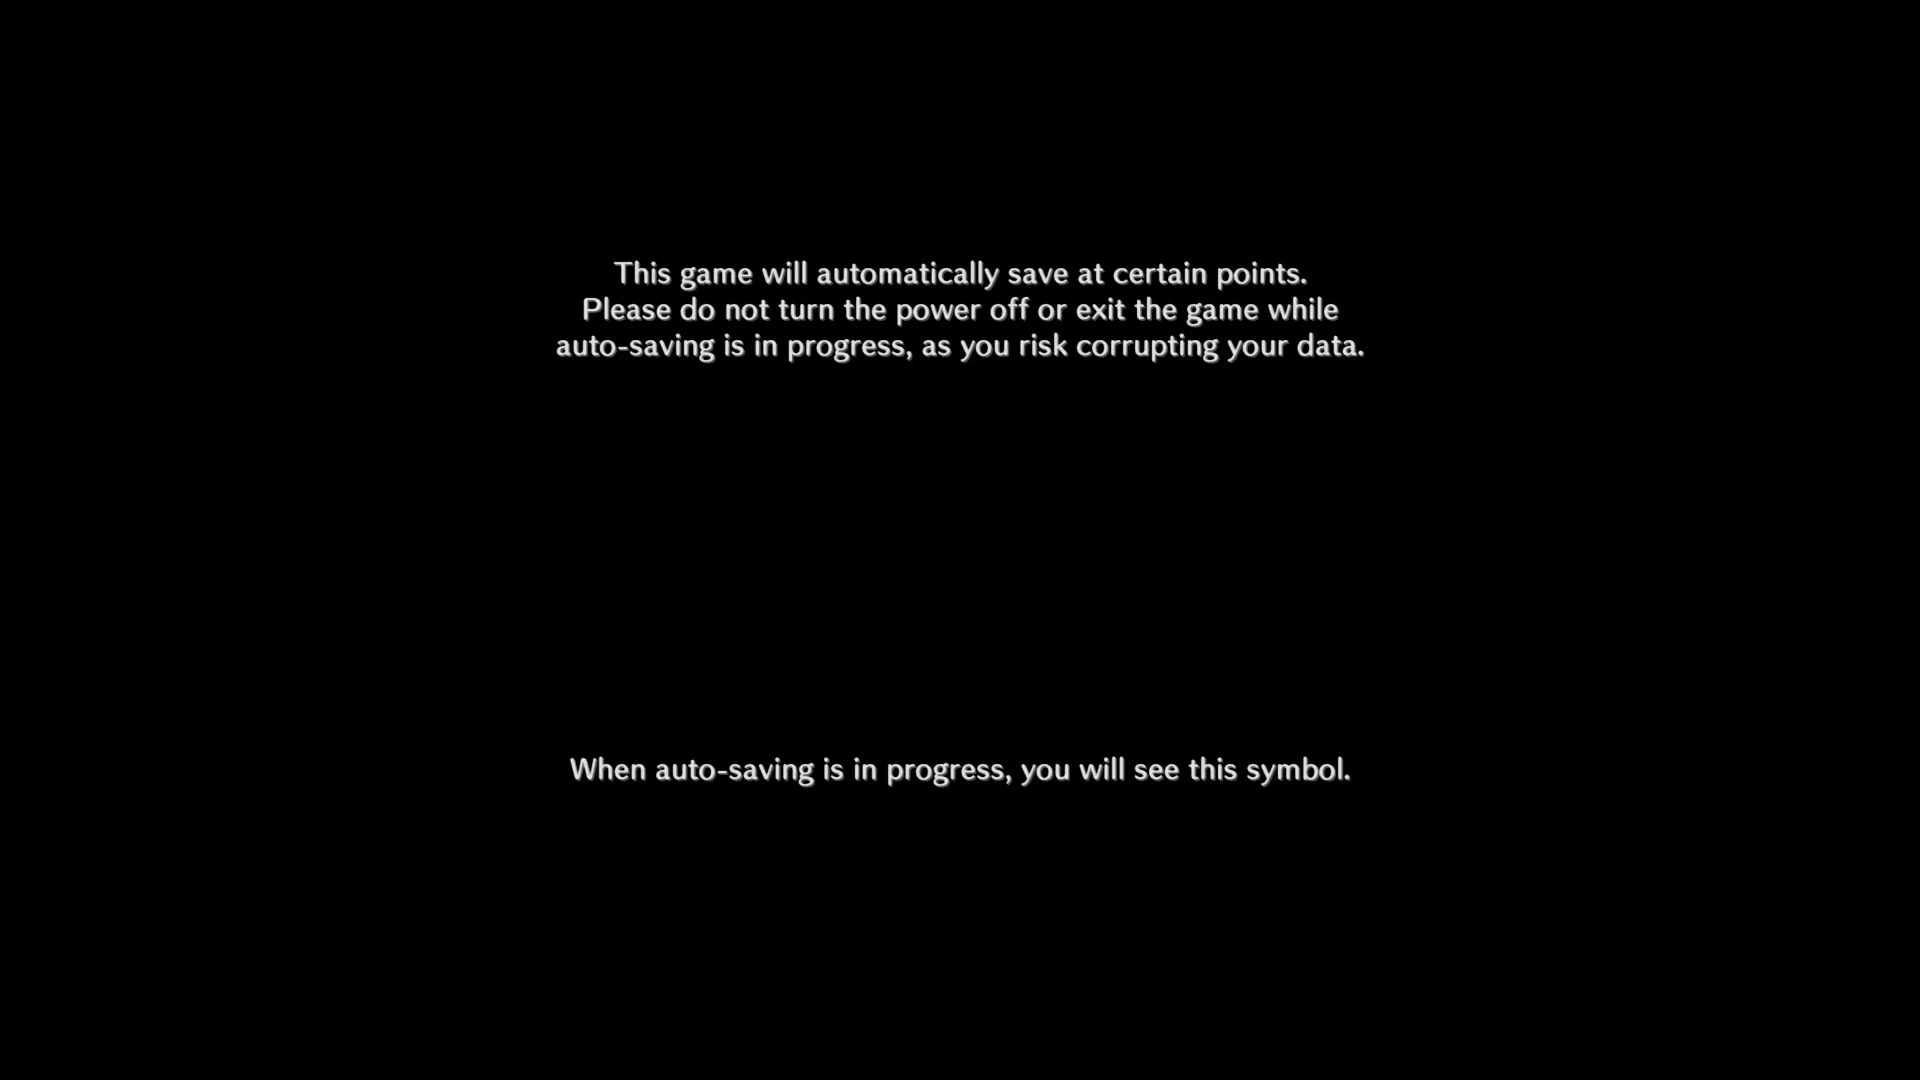 This game will automatically save at certain points.
Please do not turn the power off or exit the game while
auto-saving is in progress, as you risk corrupting your data.
When auto-saving is in progress, you will see this symbol.